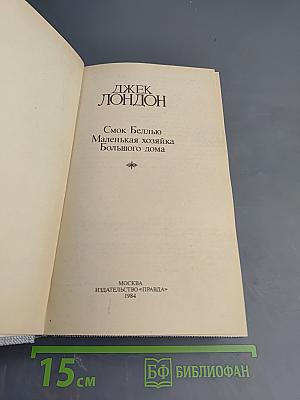 ДЖЕК
ЛОНДОН
Смок Беллью
Маленькая хозяйка
Большого дома
МОСКВА
ИЗДАТЕЛЬСТВО «ПРАВДА»
1984
15 см
БФ БИБЛИОФАН